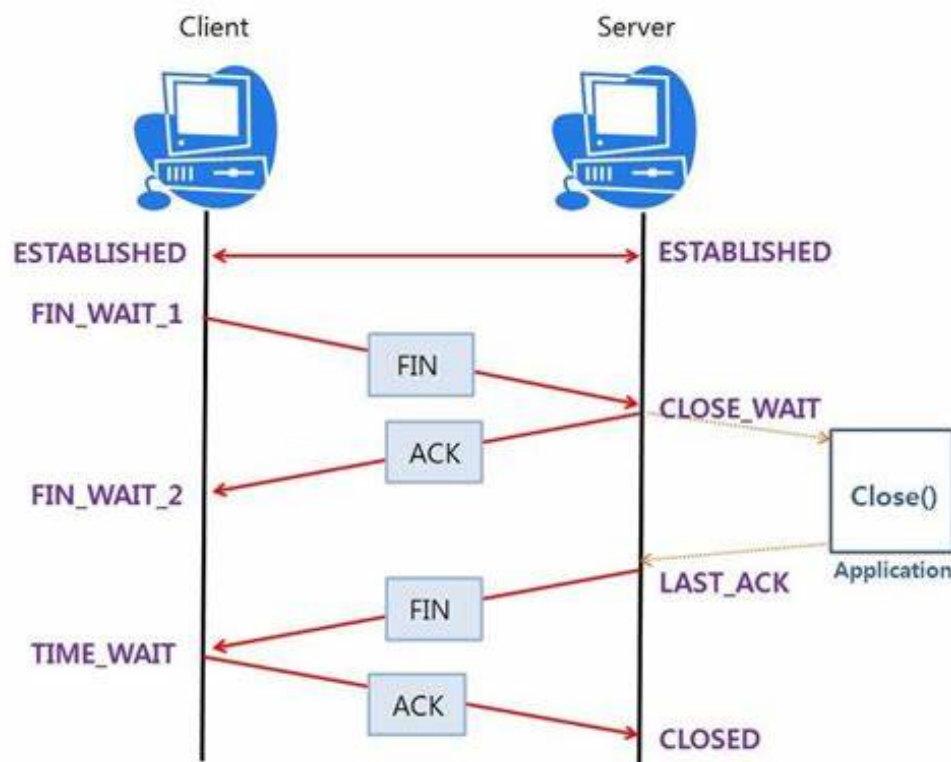 Client
Server
ESTABLISHED
ESTABLISHED
FIN_WAIT_1
FIN
CLOSE_WAIT
ACK
FIN_WAIT_2
Close()
Application
LAST_ACK
FIN
TIME_WAIT
ACK
CLOSED